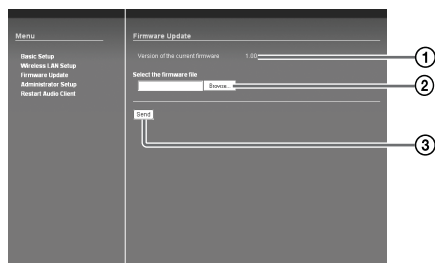 Menu
Basic Setup
Wireless LAN Setup
Firmware Update
Administrator Setup
Restart Audio Client
Firmware Update
Version of the current firmware 1.00
Select the firmware file
Browse...
Send
1
2
3